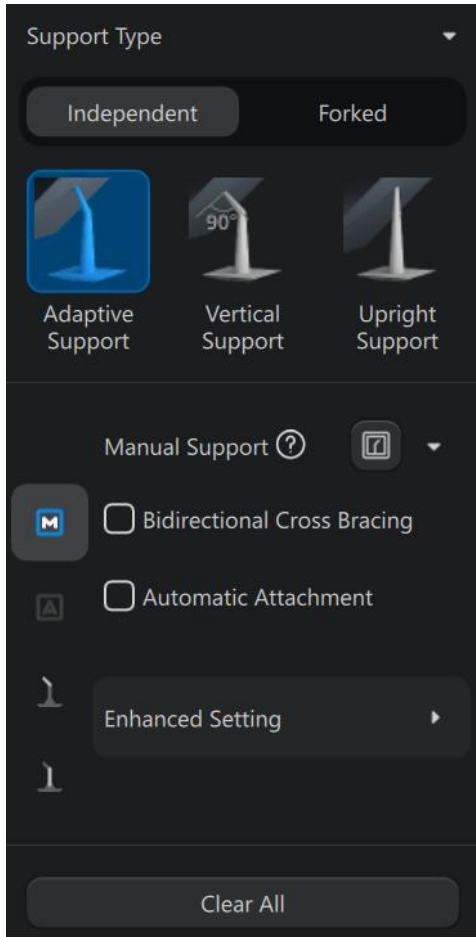 Support Type
Independent Forked
90°
Adaptive Support
Vertical Support
Upright Support
Manual Support ?
M
Bidirectional Cross Bracing
A
Automatic Attachment
Enhanced Setting
Clear All